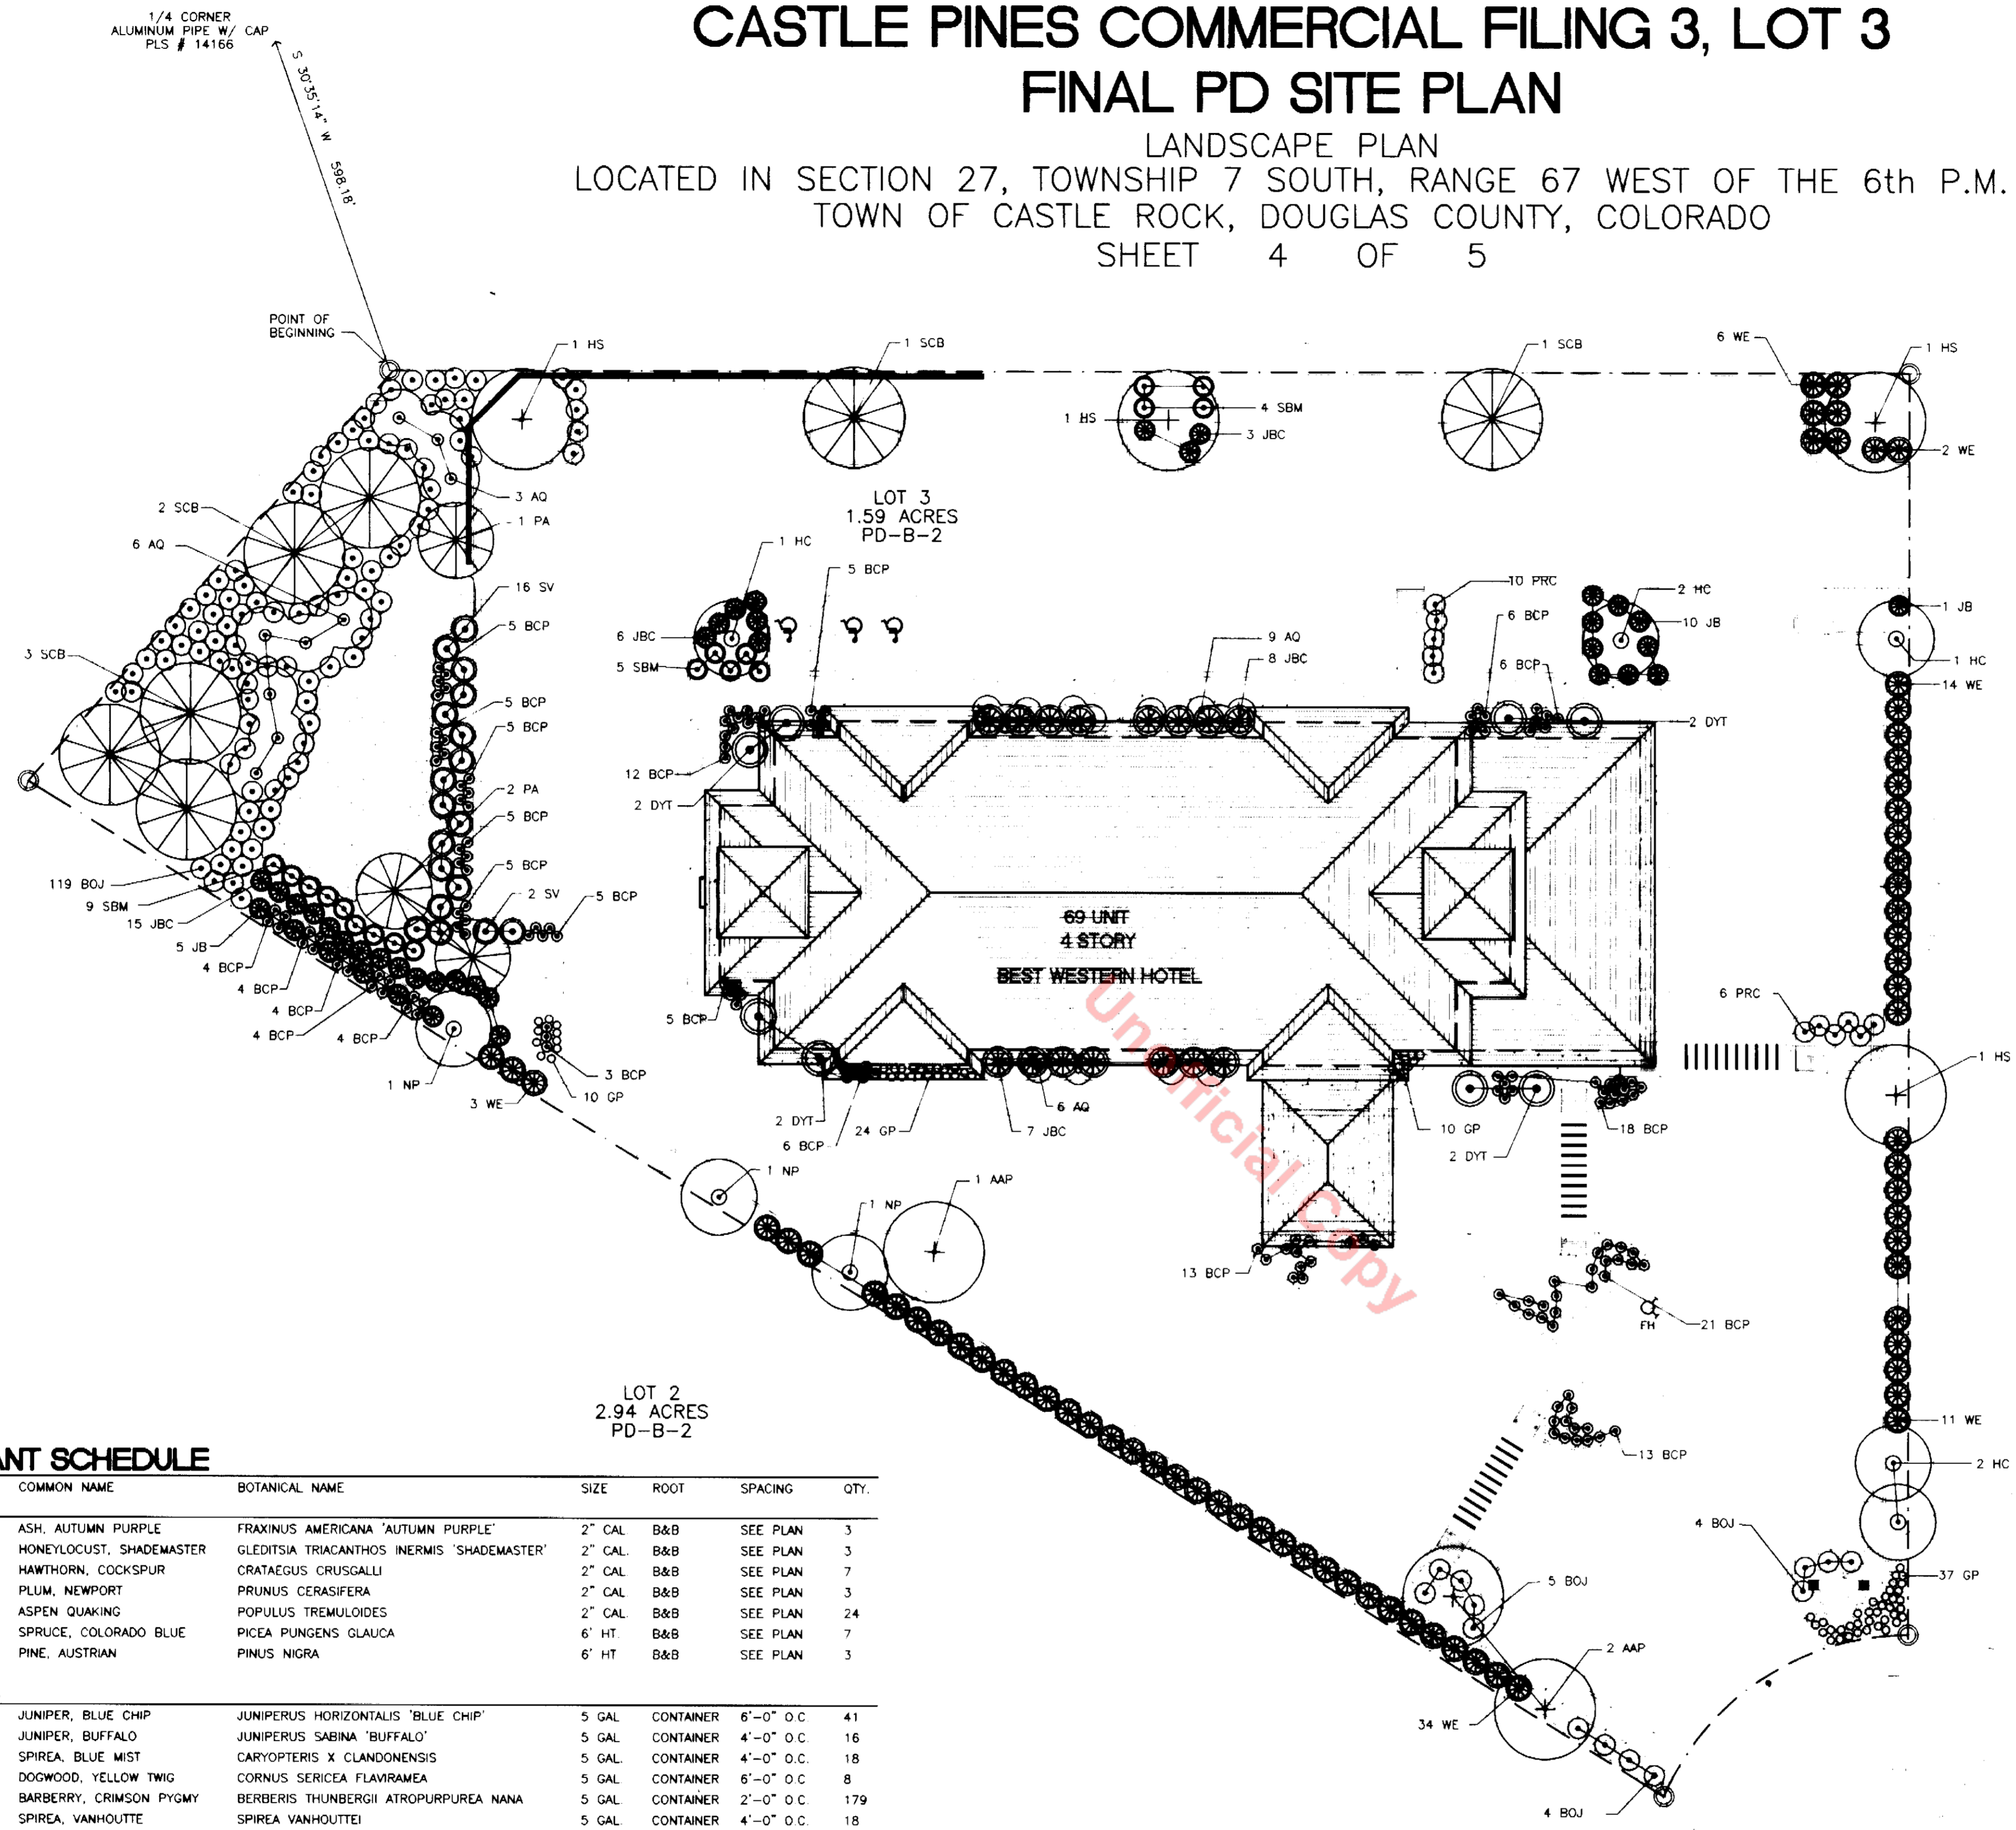 1/4 CORNER
ALUMINUM PIPE W/ CAP
PLS # 14166
S 30°35'14" W 598.18'
CASTLE PINES COMMERCIAL FILING 3, LOT 3
FINAL PD SITE PLAN
LANDSCAPE PLAN
LOCATED IN SECTION 27, TOWNSHIP 7 SOUTH, RANGE 67 WEST OF THE 6th P.M.
TOWN OF CASTLE ROCK, DOUGLAS COUNTY, COLORADO
SHEET 4 OF 5
POINT OF
BEGINNING
1 HS
1 SCB
1 SCB
6 WE
1 HS
1 HS
4 SBM
3 JBC
2 WE
3 AQ
2 SCB
1 PA
6 AQ
LOT 3
1.59 ACRES
PD-B-2
1 HC
5 BCP
16 SV
5 BCP
10 PRC
2 HC
6 BCP
10 JB
1 JB
6 JBC
5 SBM
9 AQ
8 JBC
6 BCP
1 HC
14 WE
3 SCB
5 BCP
5 BCP
2 DYT
12 BCP
2 DYT
2 PA
5 BCP
5 BCP
119 BOJ
9 SBM
15 JBC
5 JB
2 SV
5 BCP
69 UNIT
4 STORY
BEST WESTERN HOTEL
4 BCP
4 BCP
4 BCP
4 BCP
4 BCP
5 BCP
6 PRC
1 HS
1 NP
3 BCP
10 GP
3 WE
2 DYT
6 BCP
24 GP
7 JBC
6 AQ
10 GP
2 DYT
18 BCP
1 NP
1 AAP
1 NP
13 BCP
FH
21 BCP
Unofficial Copy
LOT 2
2.94 ACRES
PD-B-2
11 WE
13 BCP
2 HC
4 BOJ
37 GP
5 BOJ
2 AAP
34 WE
4 BOJ
ANT SCHEDULE
COMMON NAME BOTANICAL NAME SIZE ROOT SPACING QTY.
ASH, AUTUMN PURPLE FRAXINUS AMERICANA 'AUTUMN PURPLE' 2" CAL B&B SEE PLAN 3
HONEYLOCUST, SHADEMASTER GLEDITSIA TRIACANTHOS INERMIS 'SHADEMASTER' 2" CAL. B&B SEE PLAN 3
HAWTHORN, COCKSPUR CRATAEGUS CRUSGALLI 2" CAL B&B SEE PLAN 7
PLUM, NEWPORT PRUNUS CERASIFERA 2" CAL B&B SEE PLAN 3
ASPEN QUAKING POPULUS TREMULOIDES 2" CAL. B&B SEE PLAN 24
SPRUCE, COLORADO BLUE PICEA PUNGENS GLAUCA 6' HT. B&B SEE PLAN 7
PINE, AUSTRIAN PINUS NIGRA 6' HT B&B SEE PLAN 3
JUNIPER, BLUE CHIP JUNIPERUS HORIZONTALIS 'BLUE CHIP' 5 GAL CONTAINER 6'-0" O.C. 41
JUNIPER, BUFFALO JUNIPERUS SABINA 'BUFFALO' 5 GAL CONTAINER 4'-0" O.C. 16
SPIREA, BLUE MIST CARYOPTERIS X CLANDONENSIS 5 GAL. CONTAINER 4'-0" O.C. 18
DOGWOOD, YELLOW TWIG CORNUS SERICEA FLAVIRAMEA 5 GAL CONTAINER 6'-0" O.C 8
BARBERRY, CRIMSON PYGMY BERBERIS THUNBERGII ATROPURPUREA NANA 5 GAL. CONTAINER 2'-0" O.C. 179
SPIREA, VANHOUTTE SPIREA VANHOUTTEI 5 GAL. CONTAINER 4'-0" O.C. 18